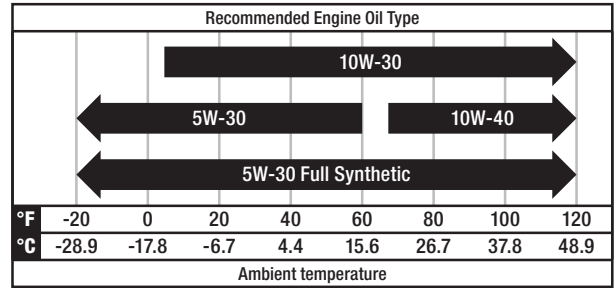 Recommended Engine Oil Type
10W-30
5W-30 10W-40
5W-30 Full Synthetic
°F -20 0 20 40 60 80 100 120
°C -28.9 -17.8 -6.7 4.4 15.6 26.7 37.8 48.9
Ambient temperature